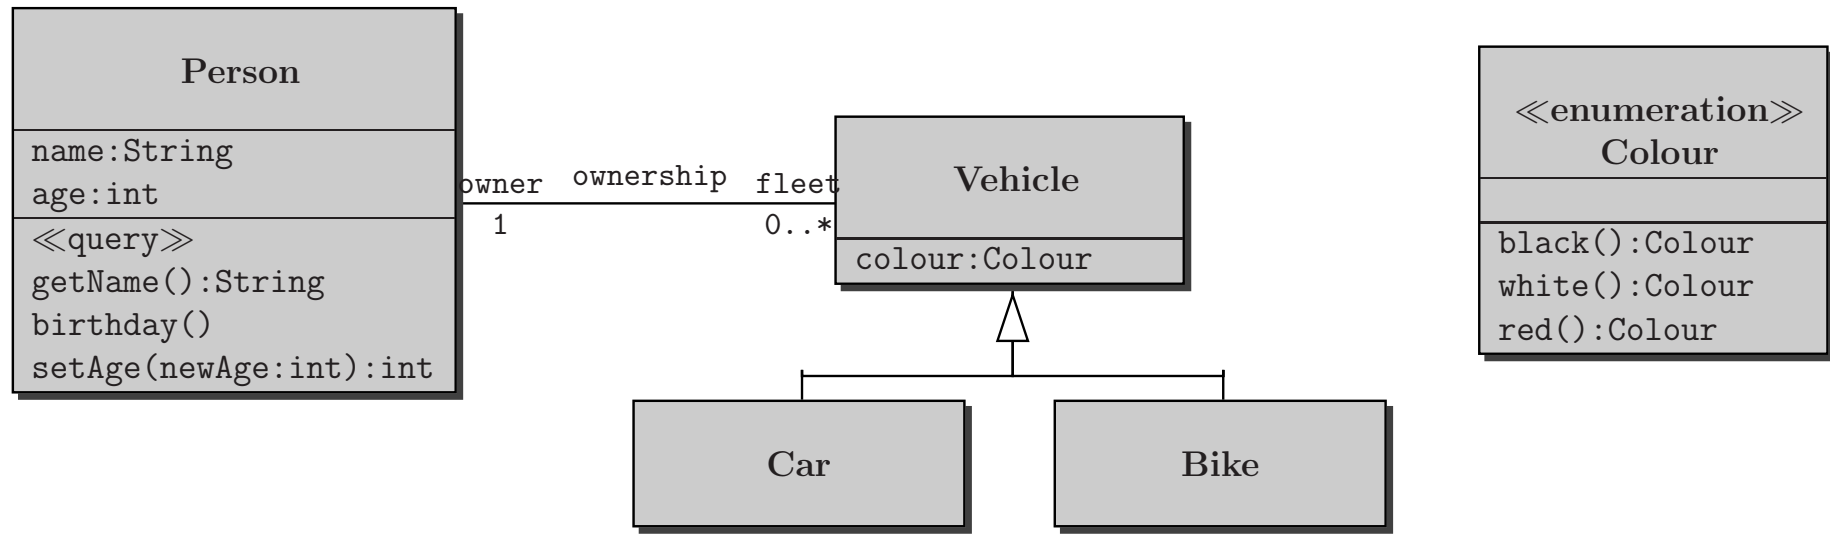 Person
name:String
age:int
≪query≫
getName():String
birthday()
setAge(newAge:int):int
owner ownership fleet
1 0..*
Vehicle
colour:Colour
Car
Bike
≪enumeration≫
Colour
black():Colour
white():Colour
red():Colour